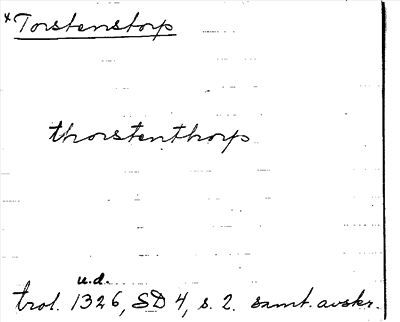 × Torstenstorp
thorstenthorp
u.d.
trol. 1326, SD 4, s. 2. samt. avskr.